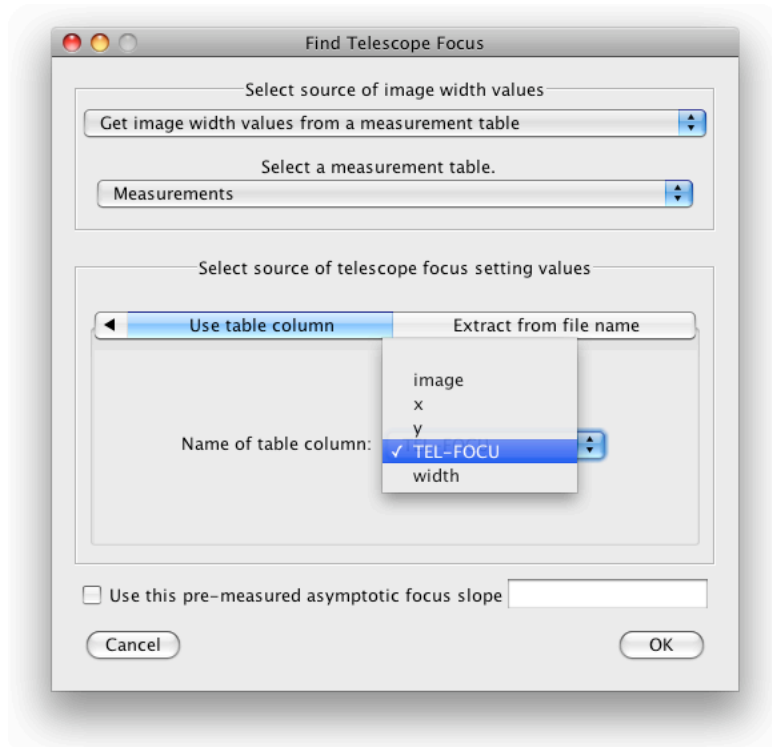 Find Telescope Focus
Select source of image width values
Get image width values from a measurement table
Select a measurement table.
Measurements
Select source of telescope focus setting values
Use table column
Extract from file name
image
x
y
Name of table column:
✓ TEL-FOCU
width
Use this pre-measured asymptotic focus slope
Cancel
OK